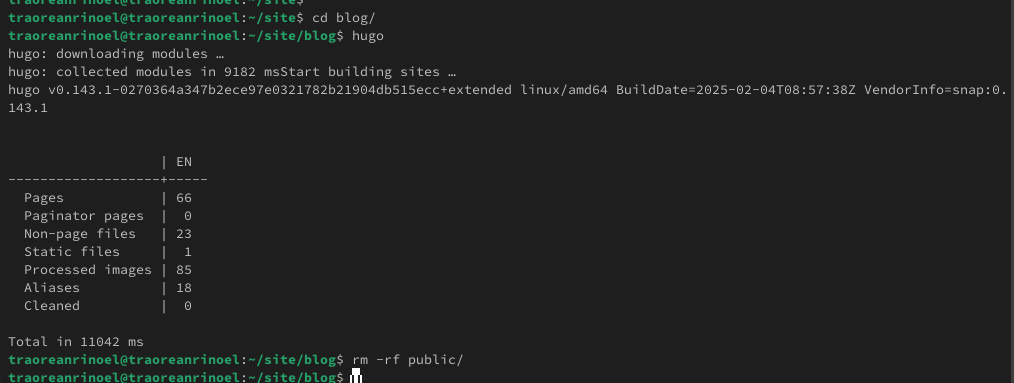 traoreanrinoel@traoreanrinoel:~/site$
traoreanrinoel@traoreanrinoel:~/site$ cd blog/
traoreanrinoel@traoreanrinoel:~/site/blog$ hugo
hugo: downloading modules …
hugo: collected modules in 9182 msStart building sites …
hugo v0.143.1-0270364a347b2ece97e0321782b21904db515ecc+extended linux/amd64 BuildDate=2025-02-04T08:57:38Z VendorInfo=snap:0.
143.1
                   | EN
-------------------+-----
  Pages            | 66
  Paginator pages  |  0
  Non-page files   | 23
  Static files     |  1
  Processed images | 85
  Aliases          | 18
  Cleaned          |  0
Total in 11042 ms
traoreanrinoel@traoreanrinoel:~/site/blog$ rm -rf public/
traoreanrinoel@traoreanrinoel:~/site/blog$